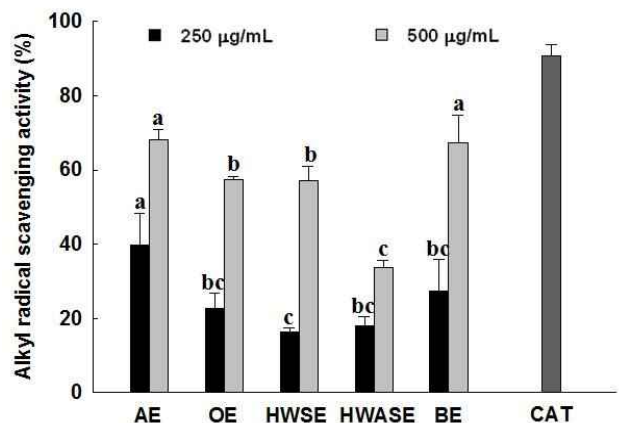 Alkyl radical scavenging activity (%)
100
80
60
40
20
0
250 µg/mL
500 µg/mL
a
a
bc
b
c
b
bc
c
bc
a
AE
OE
HWSE
HWASE
BE
CAT